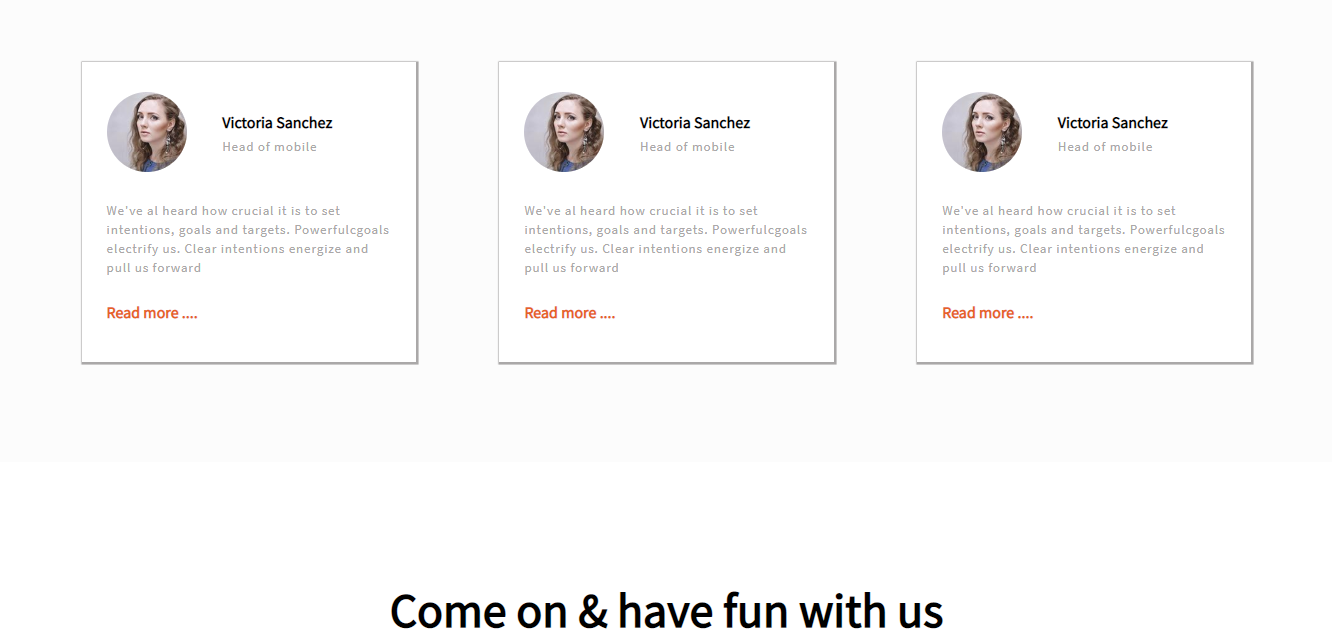 Victoria Sanchez
Head of mobile
We've al heard how crucial it is to set
intentions, goals and targets. Powerfulcgoals
electrify us. Clear intentions energize and
pull us forward
Read more ....
Victoria Sanchez
Head of mobile
We've al heard how crucial it is to set
intentions, goals and targets. Powerfulcgoals
electrify us. Clear intentions energize and
pull us forward
Read more ....
Victoria Sanchez
Head of mobile
We've al heard how crucial it is to set
intentions, goals and targets. Powerfulcgoals
electrify us. Clear intentions energize and
pull us forward
Read more ....
Come on & have fun with us